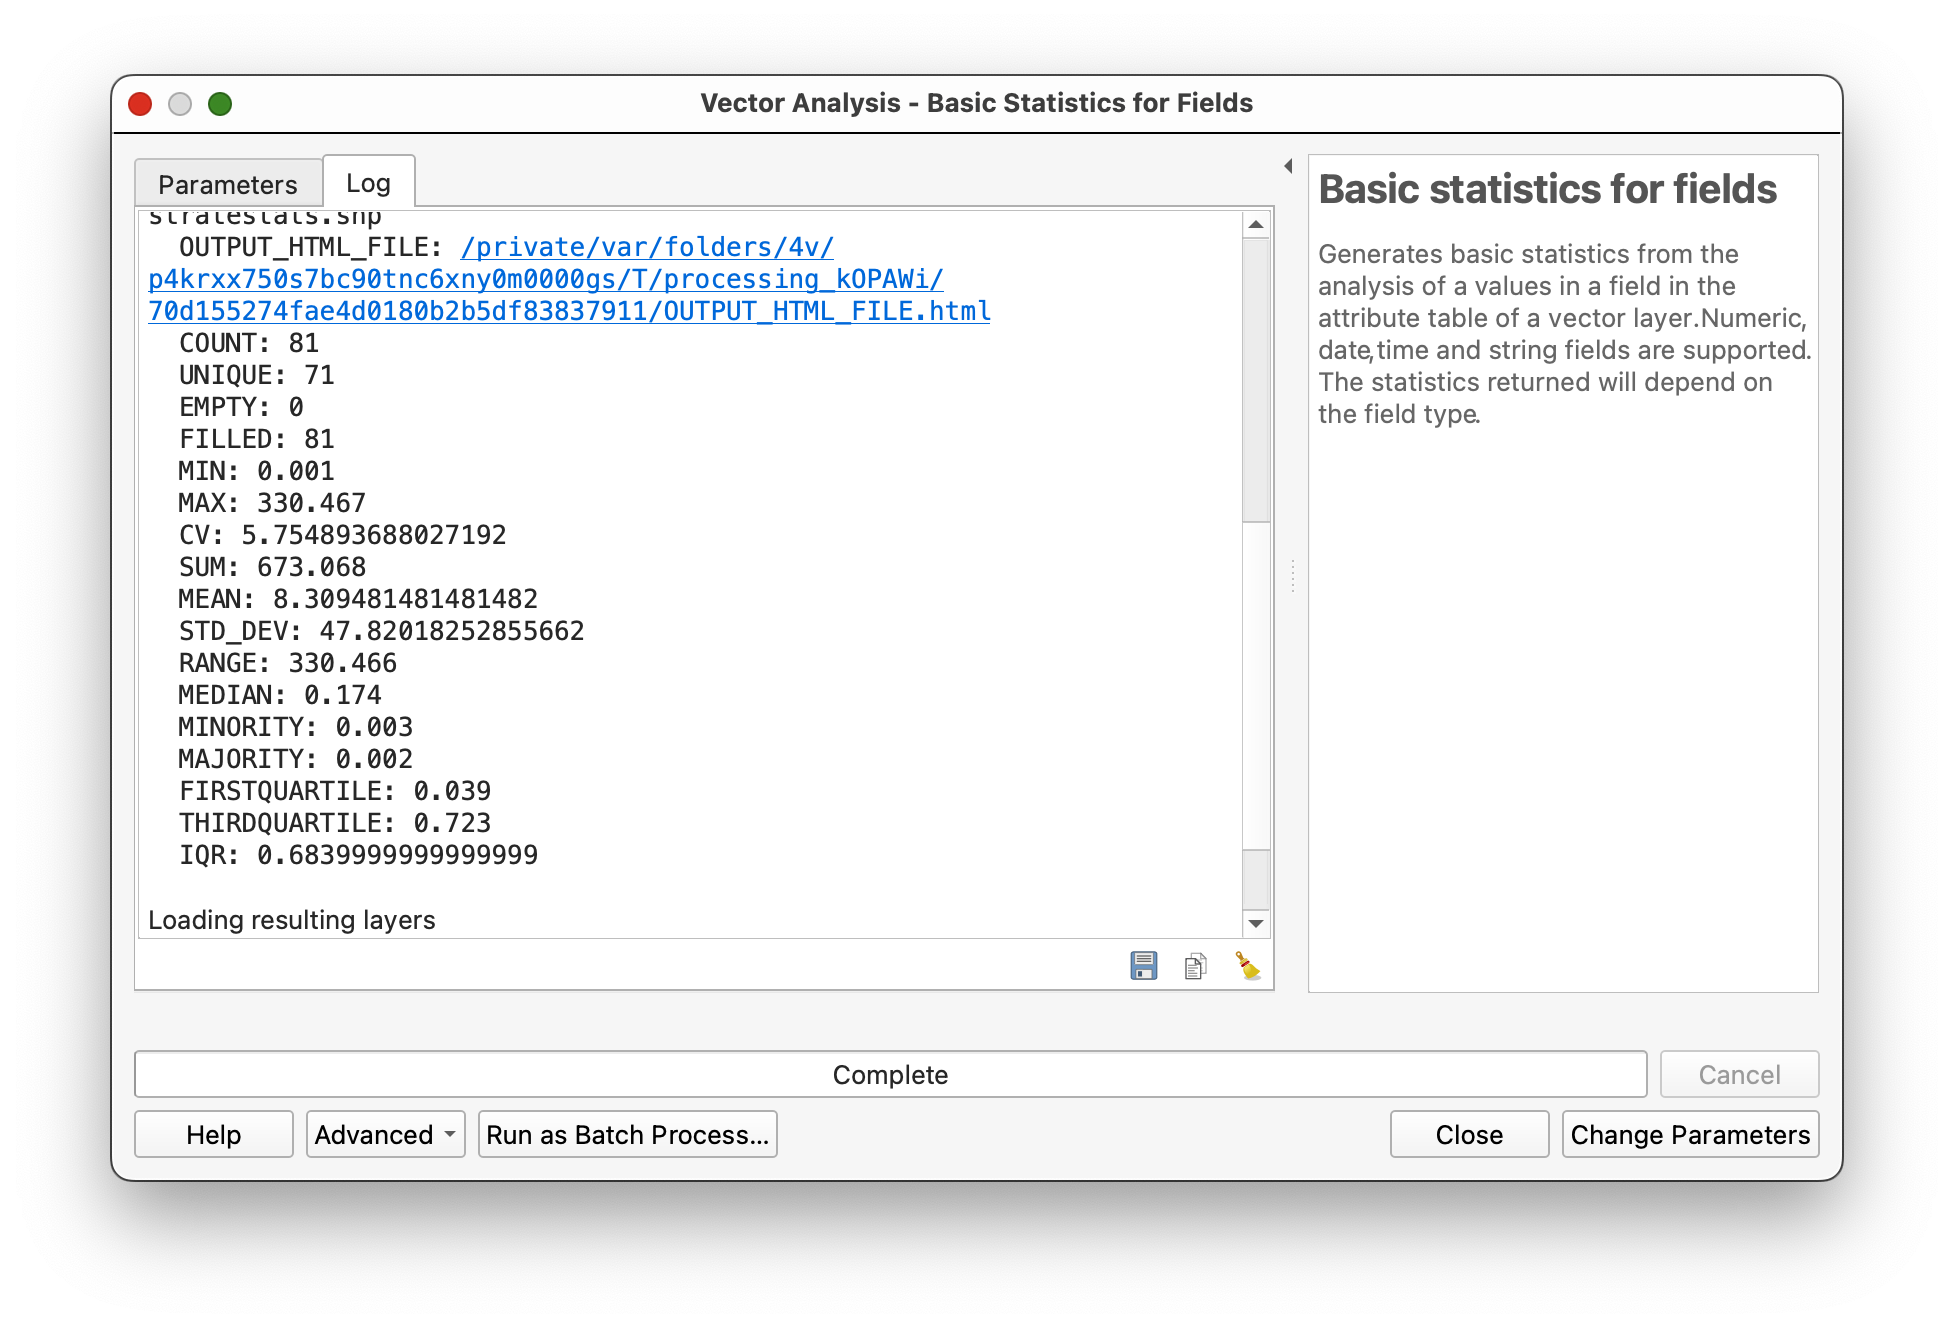 Vector Analysis - Basic Statistics for Fields
Parameters
Log
OUTPUT_HTML_FILE: /private/var/folders/4v/
p4krxx750s7bc90tnc6xny0m0000gs/T/processing_kOPAWi/
70d155274fae4d0180b2b5df83837911/OUTPUT_HTML_FILE.html
COUNT: 81
UNIQUE: 71
EMPTY: 0
FILLED: 81
MIN: 0.001
MAX: 330.467
CV: 5.754893688027192
SUM: 673.068
MEAN: 8.309481481481482
STD_DEV: 47.82018252855662
RANGE: 330.466
MEDIAN: 0.174
MINORITY: 0.003
MAJORITY: 0.002
FIRSTQUARTILE: 0.039
THIRDQUARTILE: 0.723
IQR: 0.6839999999999999
Loading resulting layers
Basic statistics for fields
Generates basic statistics from the
analysis of a values in a field in the
attribute table of a vector layer.Numeric,
date,time and string fields are supported.
The statistics returned will depend on
the field type.
Complete
Cancel
Help
Advanced
Run as Batch Process...
Close
Change Parameters